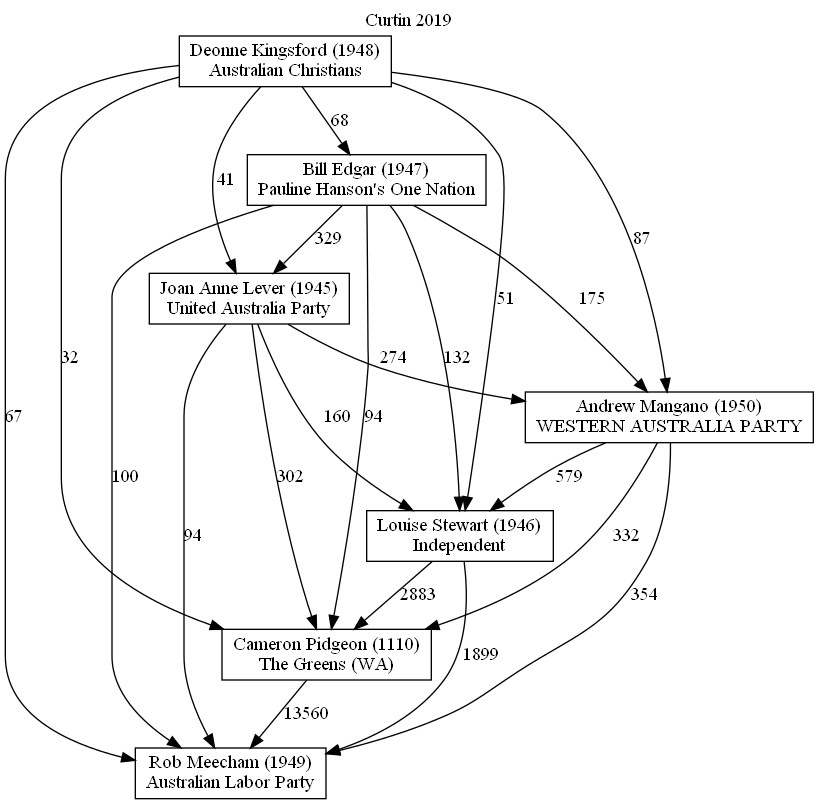 Curtin 2019
Deonne Kingsford (1948)
Australian Christians
68
Bill Edgar (1947)
Pauline Hanson's One Nation
41
329
87
Joan Anne Lever (1945)
United Australia Party
51
175
32
274
132
67
160
94
Andrew Mangano (1950)
WESTERN AUSTRALIA PARTY
100
302
579
94
Louise Stewart (1946)
Independent
332
2883
354
Cameron Pidgeon (1110)
The Greens (WA)
1899
13560
Rob Meecham (1949)
Australian Labor Party